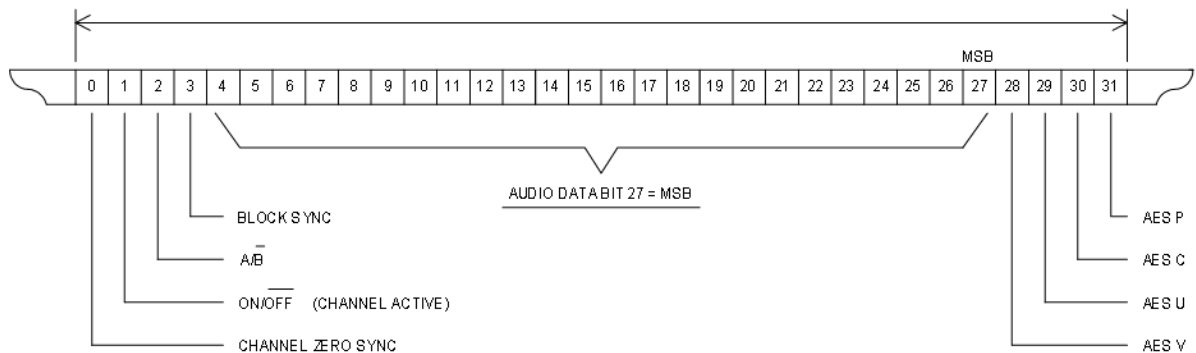 MSB
0 1 2 3 4 5 6 7 8 9 10 11 12 13 14 15 16 17 18 19 20 21 22 23 24 25 26 27 28 29 30 31
AUDIO DATA BIT 27 = MSB
BLOCK SYNC AES P
A/B̅ AES C
ON/O̅F̅F̅ (CHANNEL ACTIVE) AES U
CHANNEL ZERO SYNC AES V